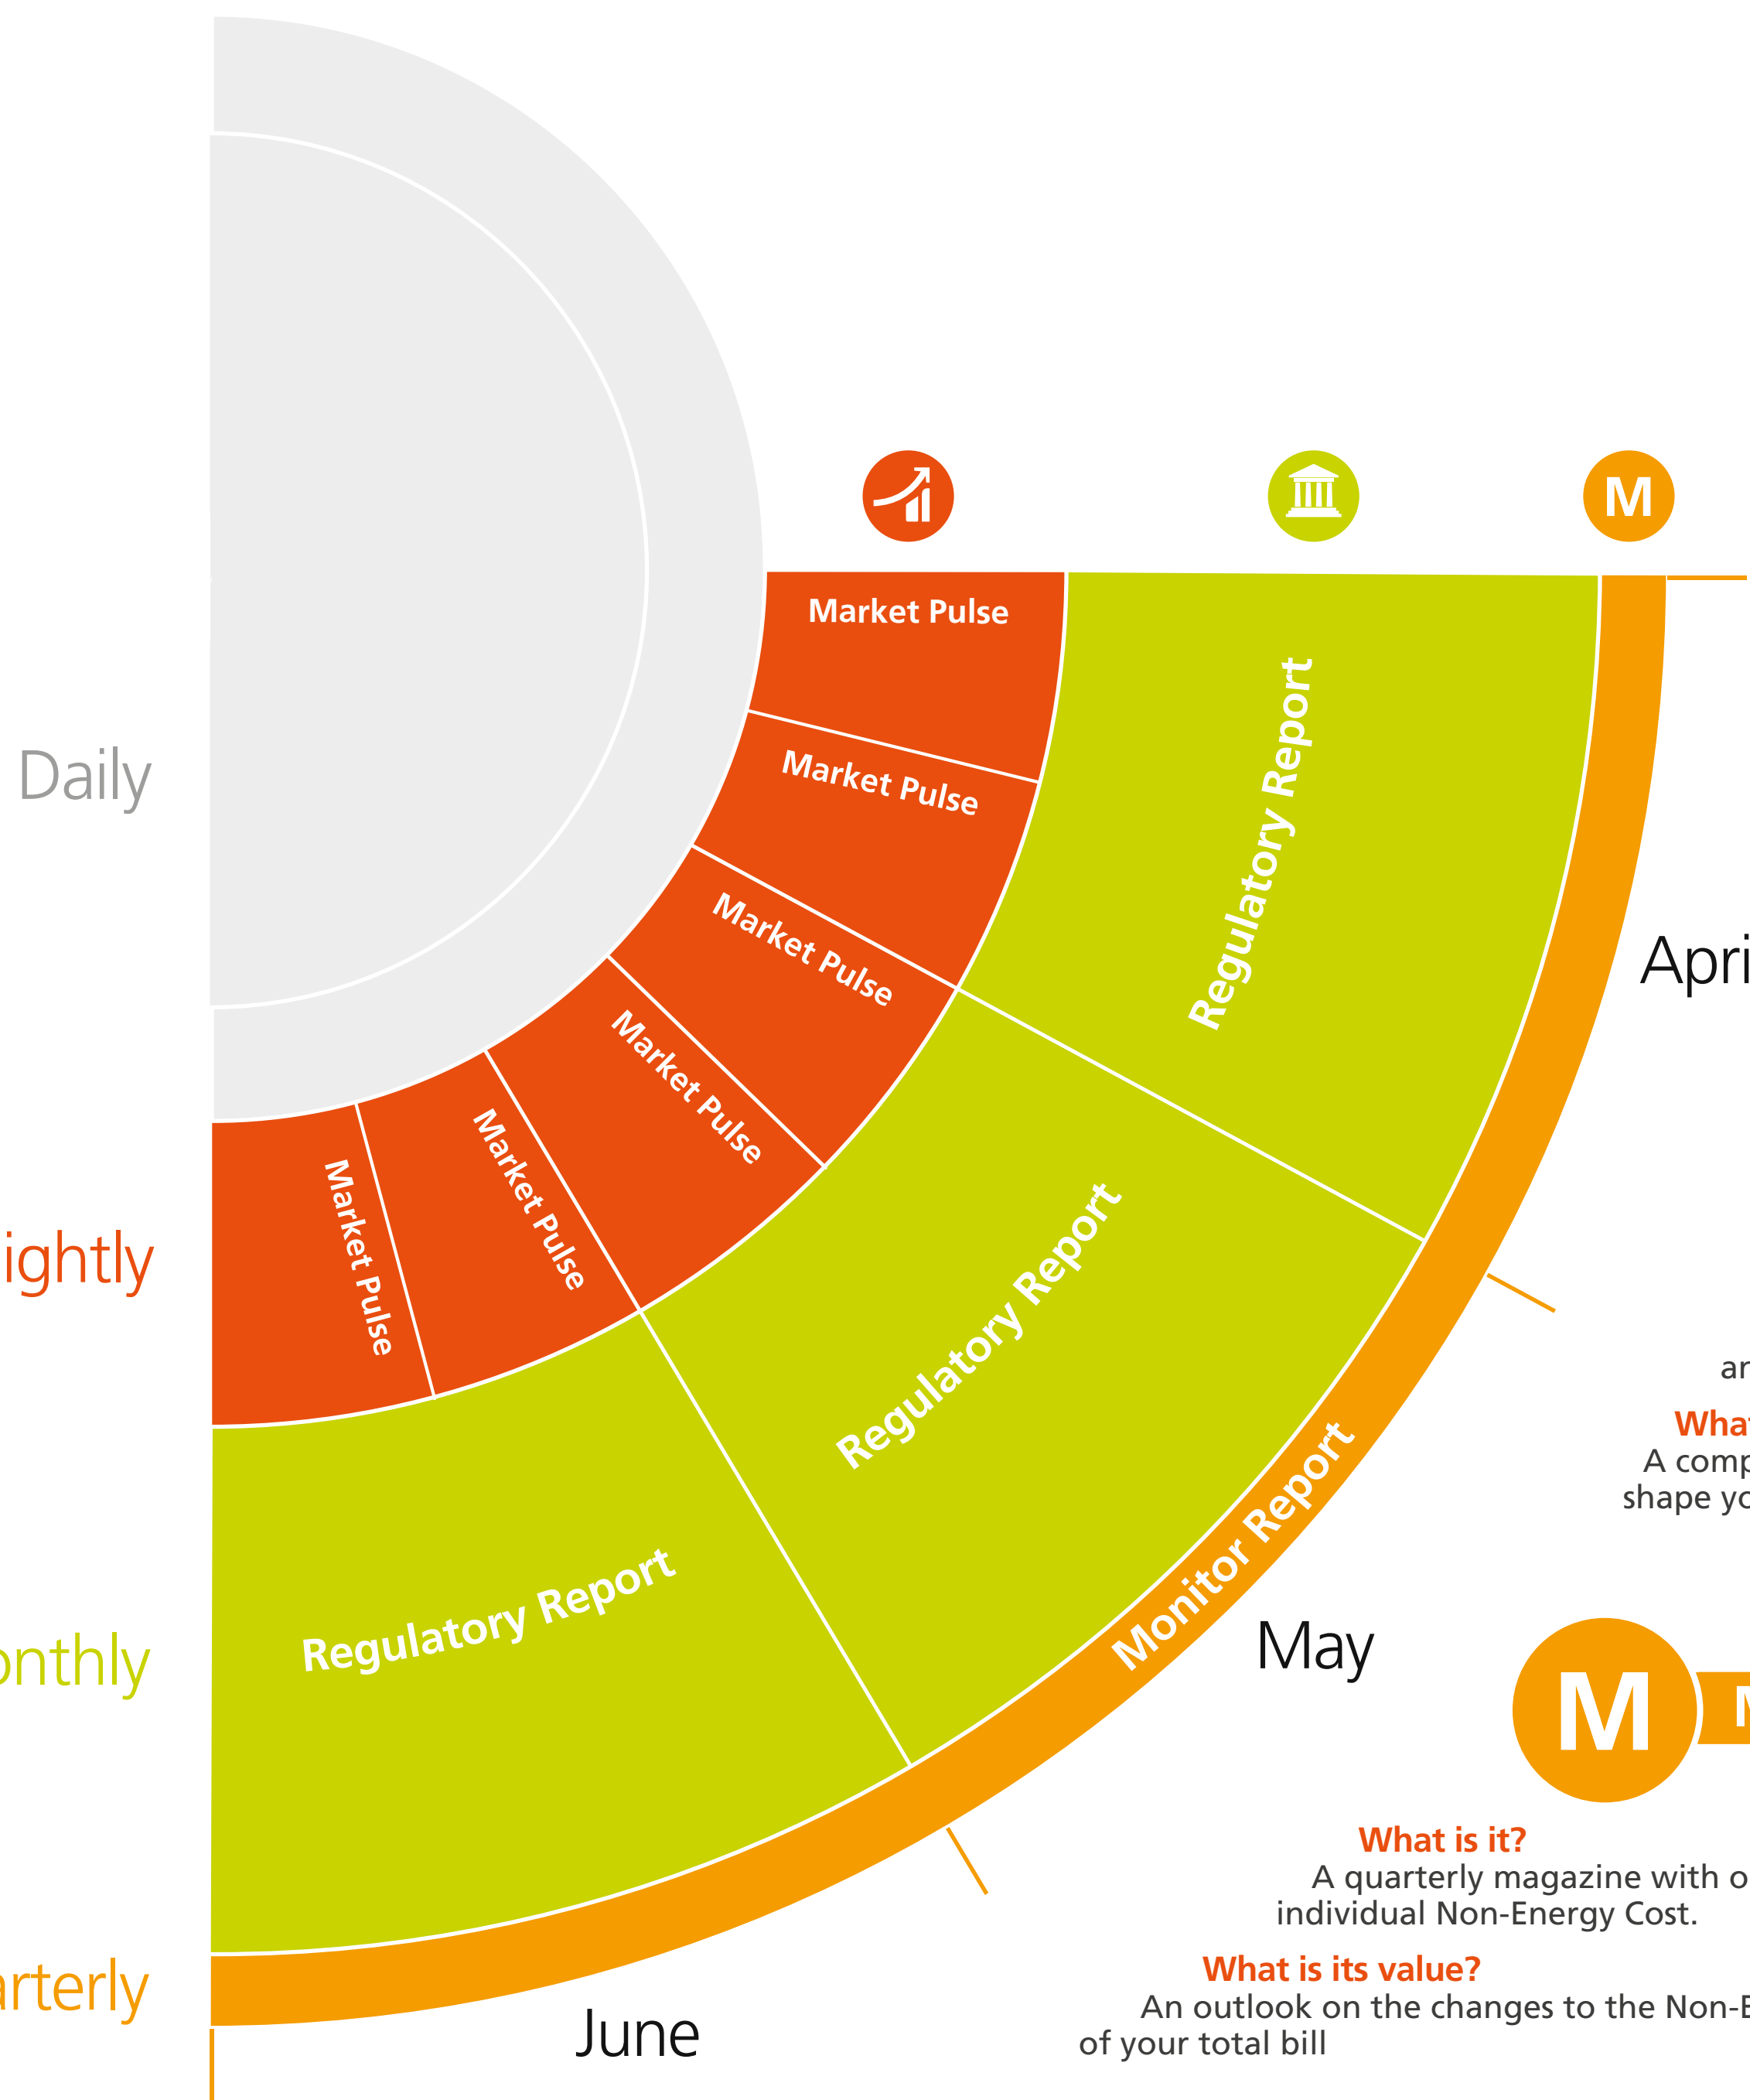 M
Market Pulse
Regulatory Report
Market Pulse
Daily
Market Pulse
April
Market Pulse
Regulatory Report
Market Pulse
Market Pulse
ightly
ar
What
A comp
shape yo
Monitor Report
Regulatory Report
May
onthly
M
What is it?
A quarterly magazine with o
individual Non-Energy Cost.
What is its value?
arterly
An outlook on the changes to the Non-E
June
of your total bill